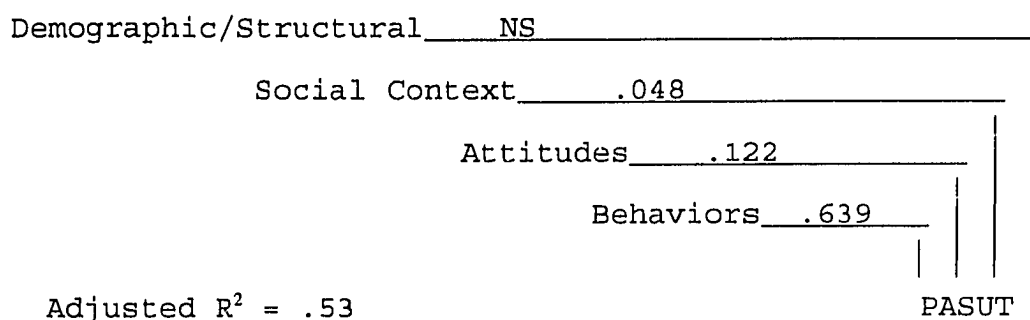 Demographic/Structural NS
Social Context .048
Attitudes .122
Behaviors .639
Adjusted R² = .53 PASUT